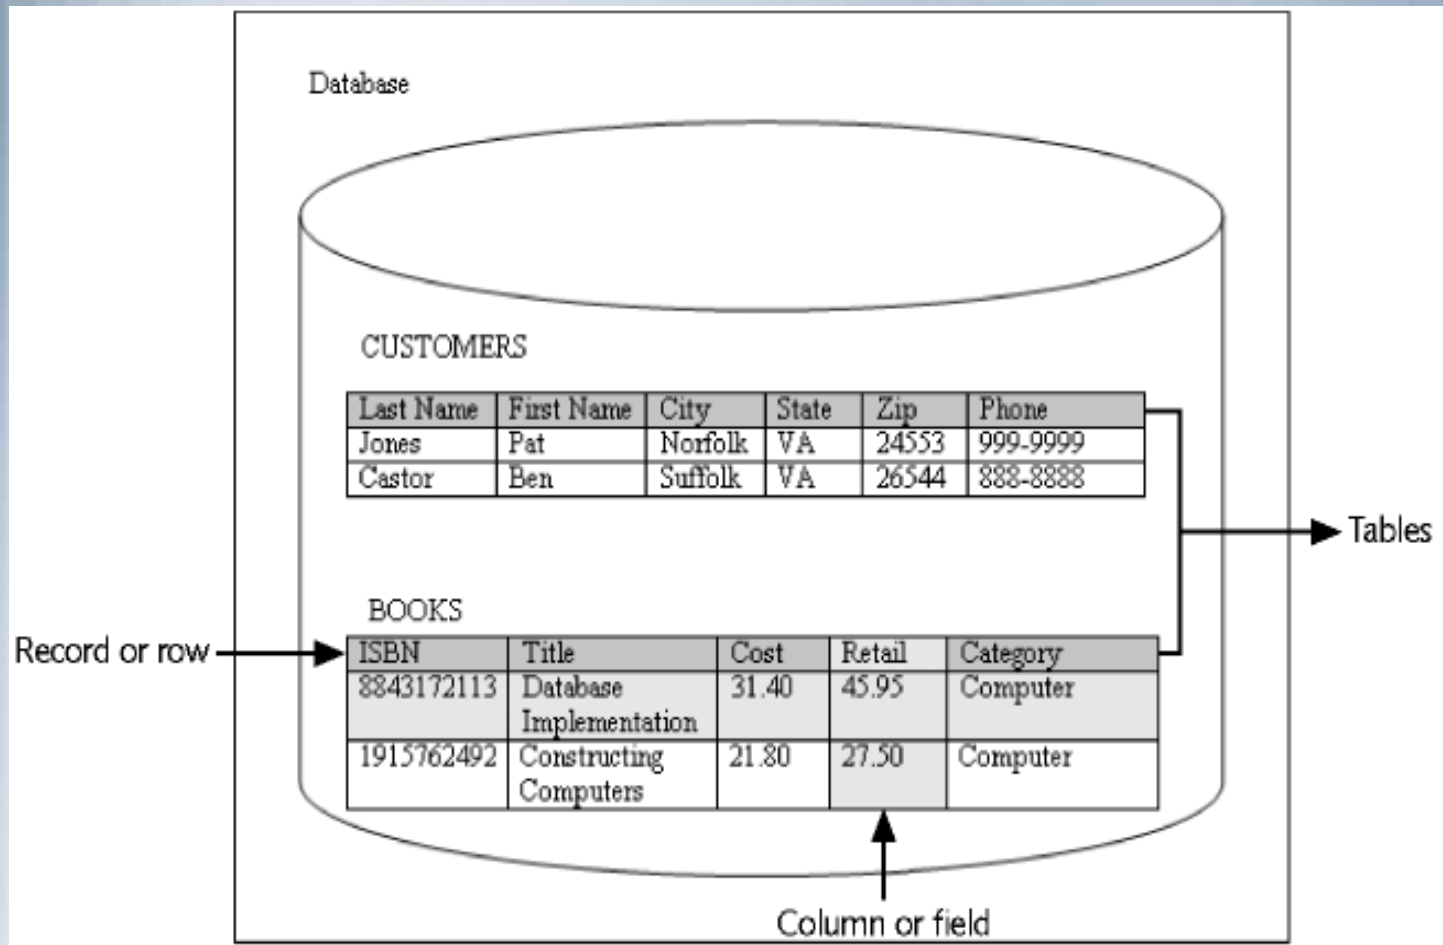 Database
CUSTOMERS
Last Name First Name City State Zip Phone
Jones Pat Norfolk VA 24553 999-9999
Castor Ben Suffolk VA 26544 888-8888
Tables
BOOKS
Record or row
ISBN Title Cost Retail Category
8843172113 Database 31.40 45.95 Computer
Implementation
1915762492 Constructing 21.80 27.50 Computer
Computers
Column or field